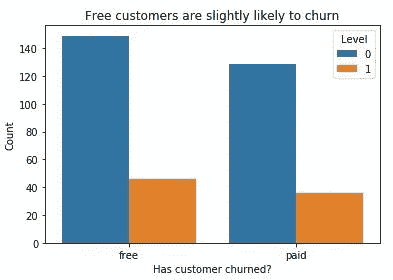 Free customers are slightly likely to churn
Level
0
1
140
120
100
80
60
40
20
0
Count
free
paid
Has customer churned?